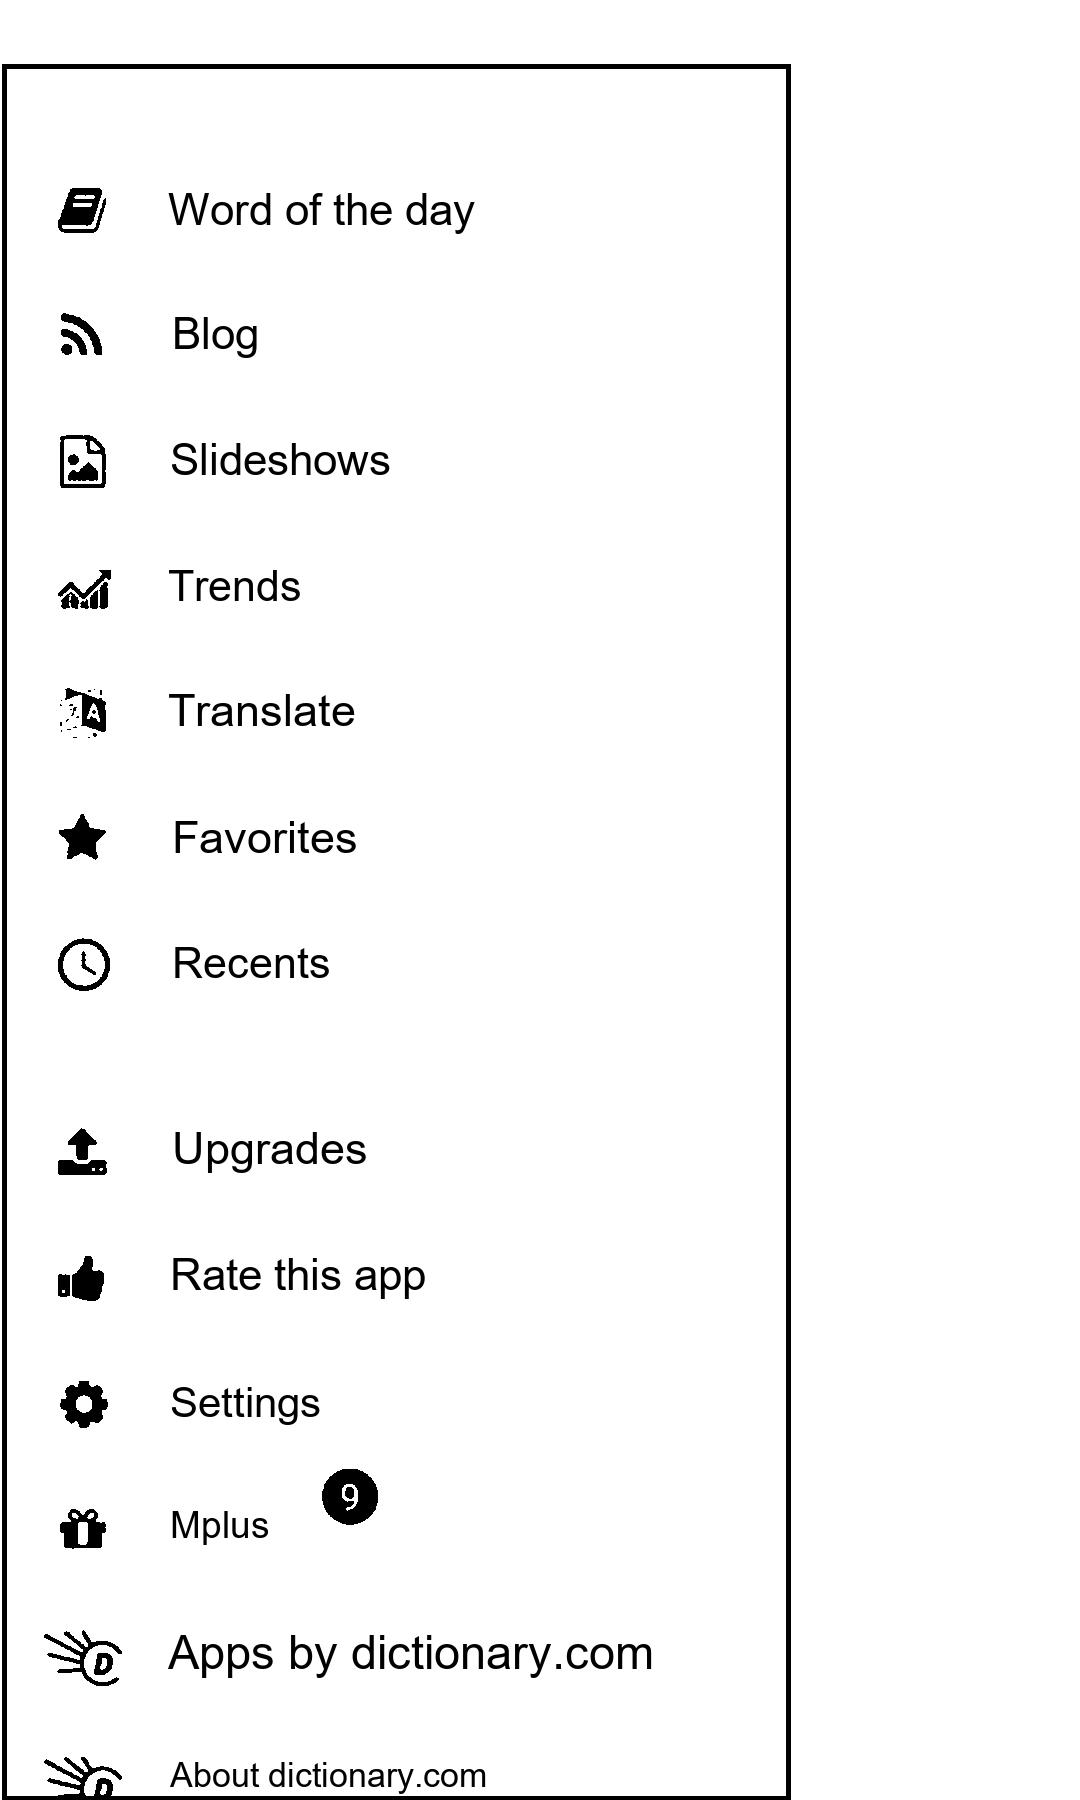 Word of the day
Blog
Slideshows
Trends
Translate
A
Favorites
Recents
Upgrades
Rate this app
Settings
9
Mplus
D
Apps by dictionary.com
D
About dictionary.com